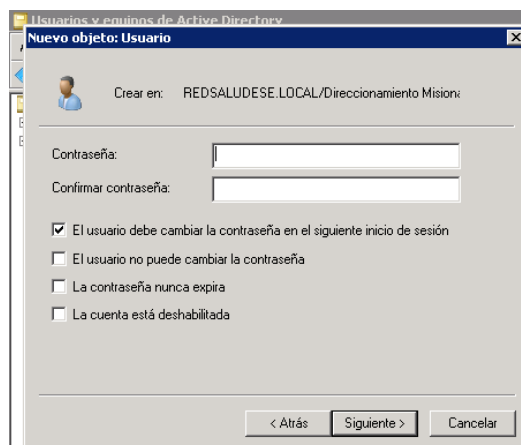 Usuarios y equipos de Active Directory
Nuevo objeto: Usuario
Crear en: REDSALUDESE.LOCAL/Direccionamiento Misiona
Contraseña:
Confirmar contraseña:
El usuario debe cambiar la contraseña en el siguiente inicio de sesión
El usuario no puede cambiar la contraseña
La contraseña nunca expira
La cuenta está deshabilitada
< Atrás Siguiente > Cancelar